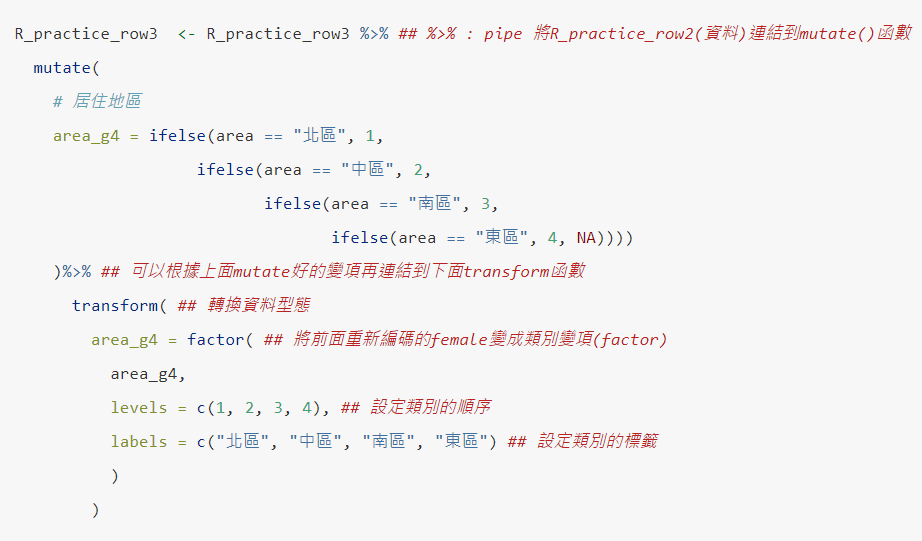 R_practice_row3  <- R_practice_row3 %>% ## %>% : pipe 將R_practice_row2(資料)連結到mutate()函數
  mutate(
    # 居住地區
    area_g4 = ifelse(area == "北區", 1,
                   ifelse(area == "中區", 2,
                          ifelse(area == "南區", 3,
                                 ifelse(area == "東區", 4, NA))))
    )%>% ## 可以根據上面mutate好的變項再連結到下面transform函數
      transform( ## 轉換資料型態
        area_g4 = factor( ## 將前面重新編碼的female變成類別變項(factor)
          area_g4,
          levels = c(1, 2, 3, 4), ## 設定類別的順序
          labels = c("北區", "中區", "南區", "東區") ## 設定類別的標籤
          )
        )